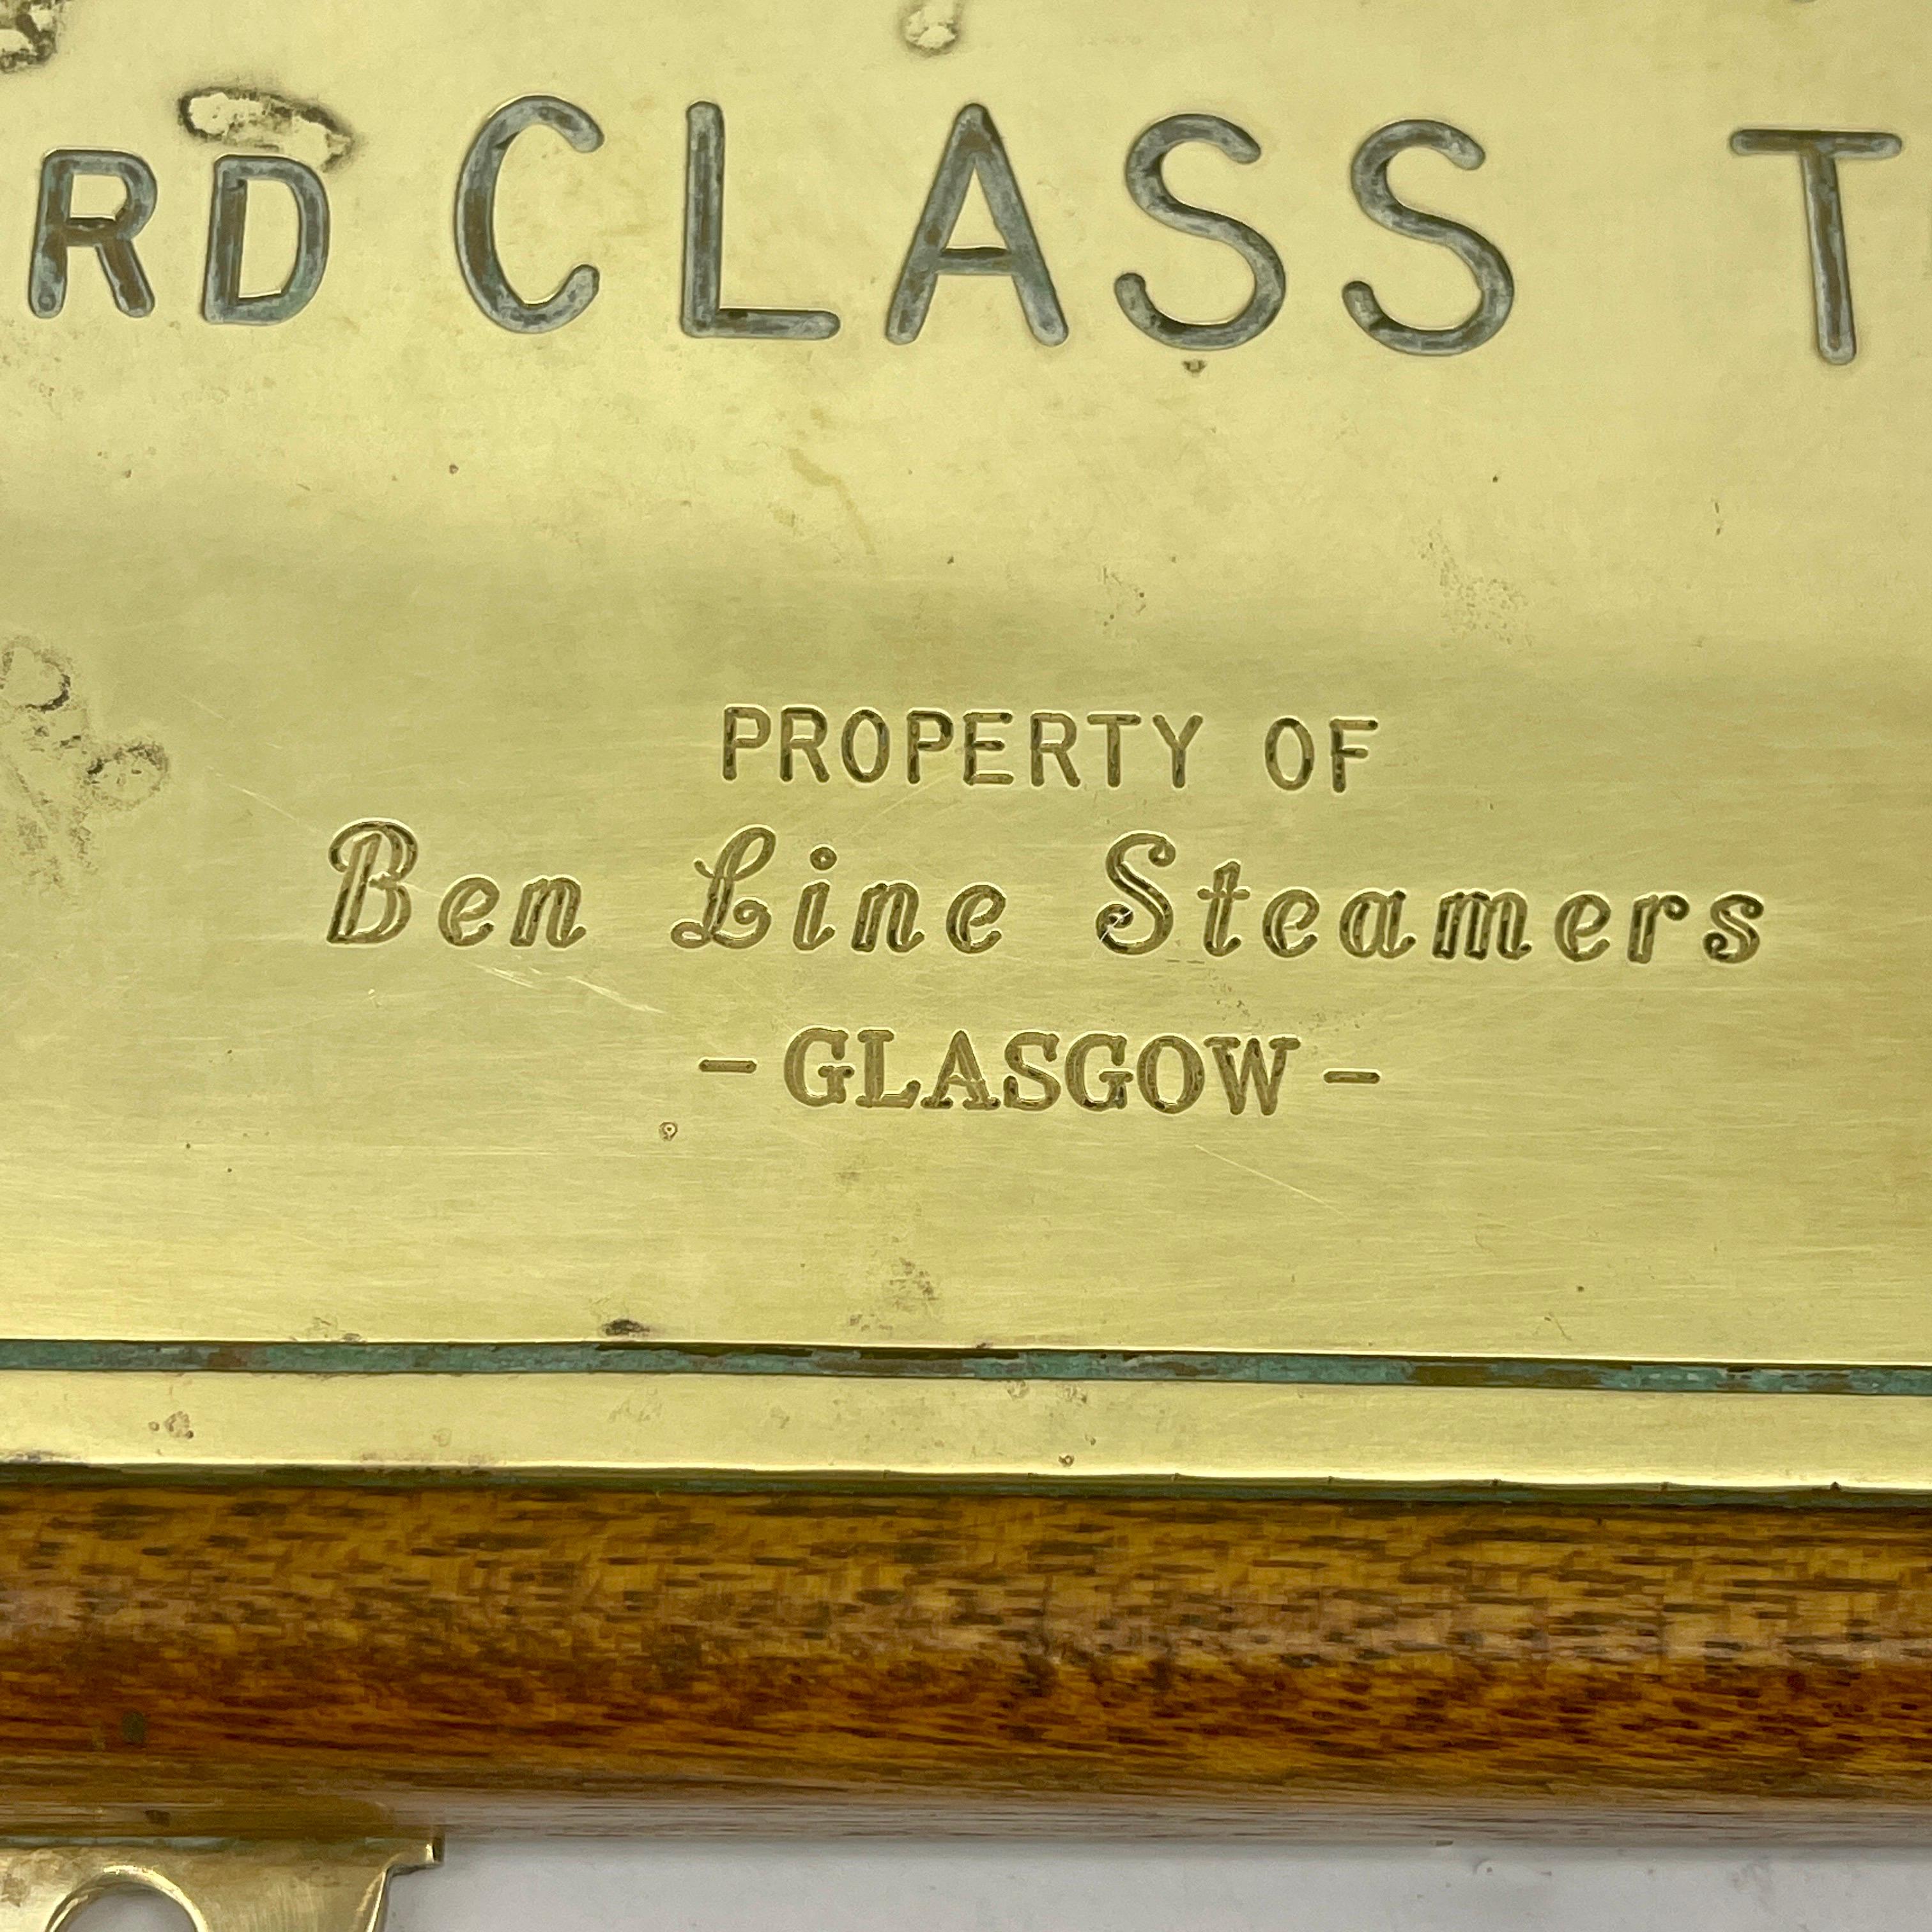 RD CLASS T
PROPERTY OF
Ben Line Steamers
- GLASGOW -